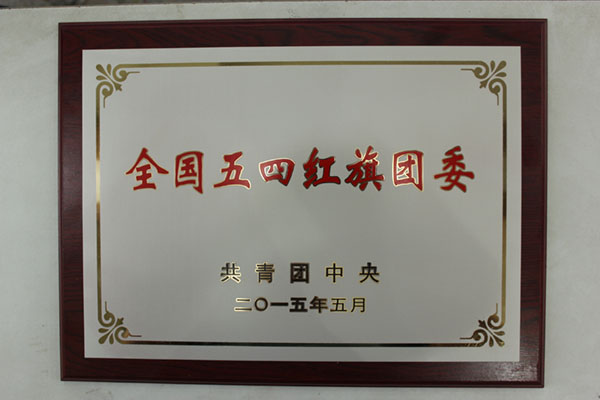 全国五四红旗团委
共青团中央
二〇一五年五月